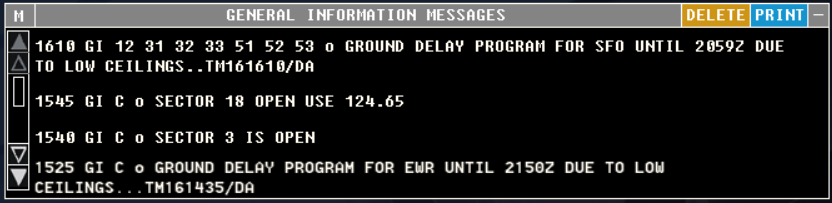 M GENERAL INFORMATION MESSAGES DELETE PRINT —
1610 GI 12 31 32 33 51 52 53 o GROUND DELAY PROGRAM FOR SFO UNTIL 2059Z DUE
TO LOW CEILINGS..TM161610/DA
1545 GI C o SECTOR 18 OPEN USE 124.65
1540 GI C o SECTOR 3 IS OPEN
1525 GI C o GROUND DELAY PROGRAM FOR EWR UNTIL 2150Z DUE TO LOW
CEILINGS...TM161435/DA